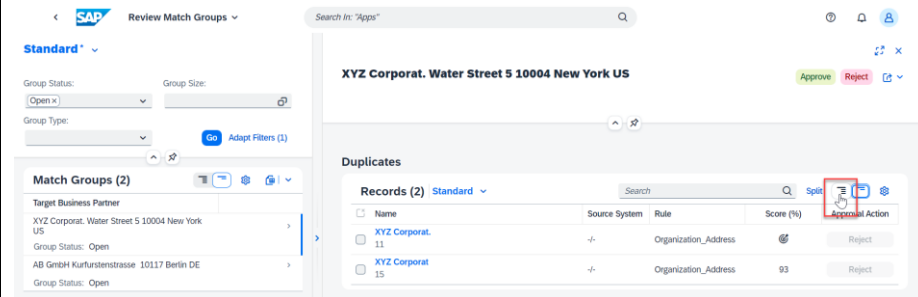 SAP Review Match Groups Search In: "Apps"
Standard*
Group Status: Group Size:
Open ×
Group Type:
Go Adapt Filters (1)
Match Groups (2)
Target Business Partner
XYZ Corporat. Water Street 5 10004 New York
US
Group Status: Open
AB GmbH Kurfurstenstrasse 10117 Berlin DE
Group Status: Open
XYZ Corporat. Water Street 5 10004 New York US
Approve Reject
Duplicates
Records (2) Standard Search Split
Name Source System Rule Score (%) Approval Action
XYZ Corporat.
11 -/- Organization_Address Reject
XYZ Corporat
15 -/- Organization_Address 93 Reject